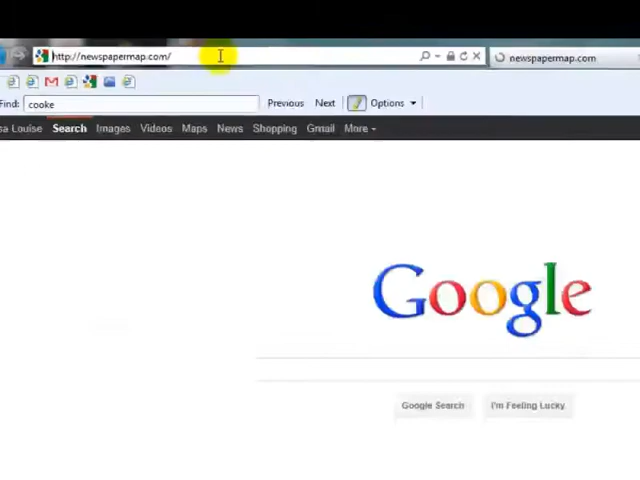 http://newspapermap.com/
newspapermap.com
Find: cooke Previous Next Options
sa Louise Search Images Videos Maps News Shopping Gmail More
Google
Google Search I'm Feeling Lucky